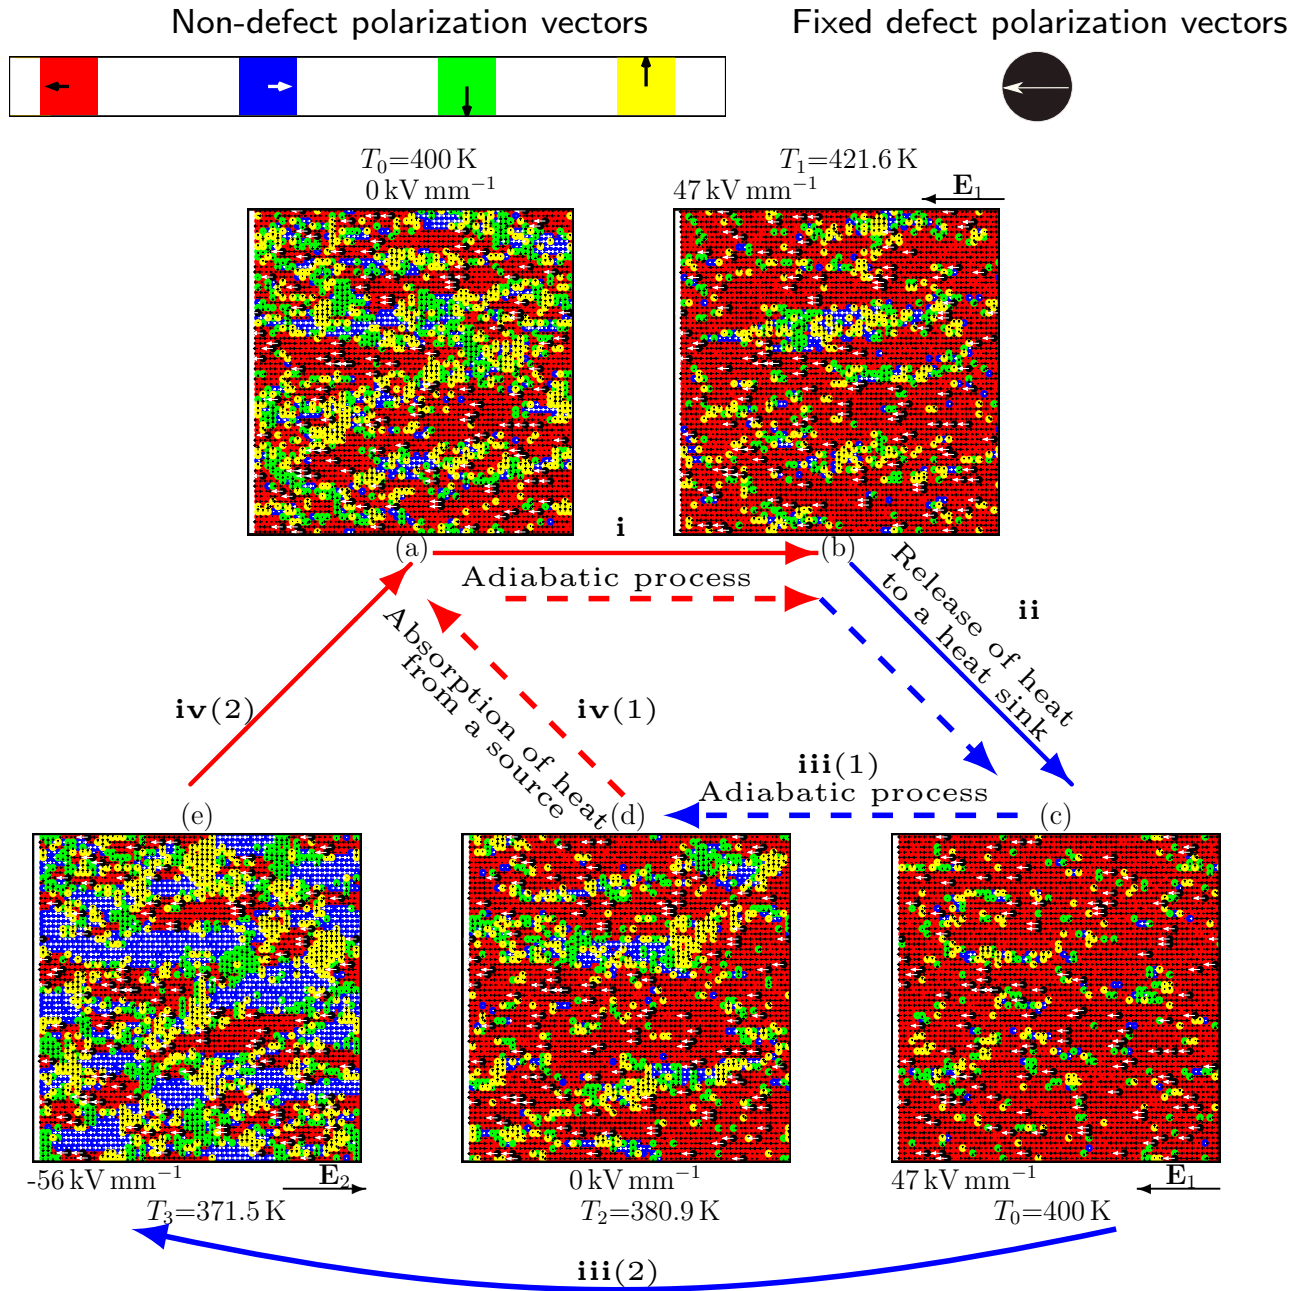 Non-defect polarization vectors
Fixed defect polarization vectors
T₀=400 K
0 kV mm⁻¹
T₁=421.6 K
47 kV mm⁻¹
E₁
(a)
i
(b)
Adiabatic process
Release of heat
to a heat sink
ii
Absorption of heat
from a source
iv(2)
iv(1)
iii(1)
Adiabatic process
(e)
(d)
(c)
-56 kV mm⁻¹
E₂
T₃=371.5 K
0 kV mm⁻¹
T₂=380.9 K
47 kV mm⁻¹
E₁
T₀=400 K
iii(2)